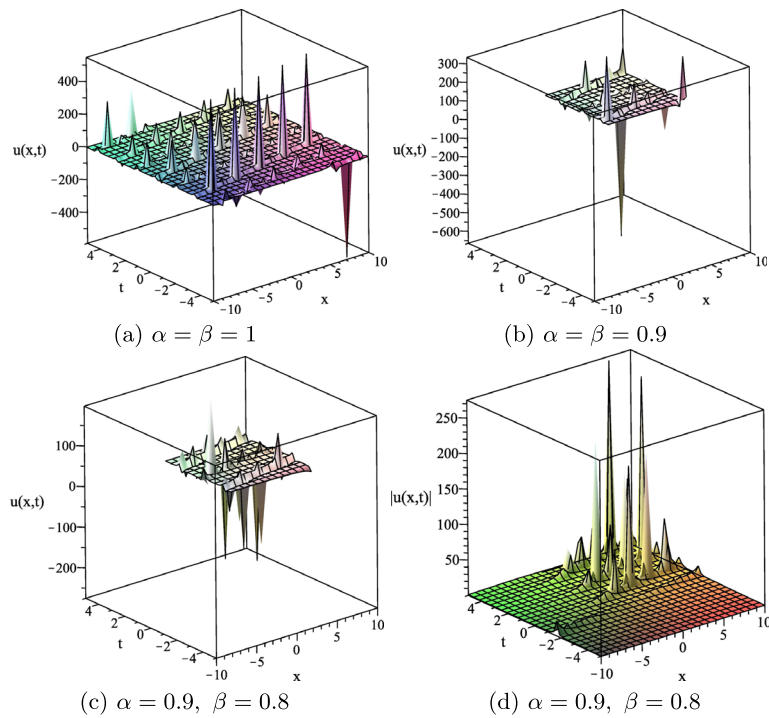 400
200
u(x,t) 0
−200
−400
4 2 0 −2 −4
t
−10 −5 0 5 10
x
(a) α = β = 1
300
200
100
0
u(x,t)
−100
−200
−300
−400
−500
−600
4 2 0 −2 −4
t
−10 −5 0 5 10
x
(b) α = β = 0.9
100
u(x,t) 0
−100
−200
4 2 0 −2 −4
t
−10 −5 0 5 10
x
(c) α = 0.9, β = 0.8
250
200
150
|u(x,t)|
100
50
4 2 0 −2 −4
t
−10 −5 0 5 10
x
(d) α = 0.9, β = 0.8